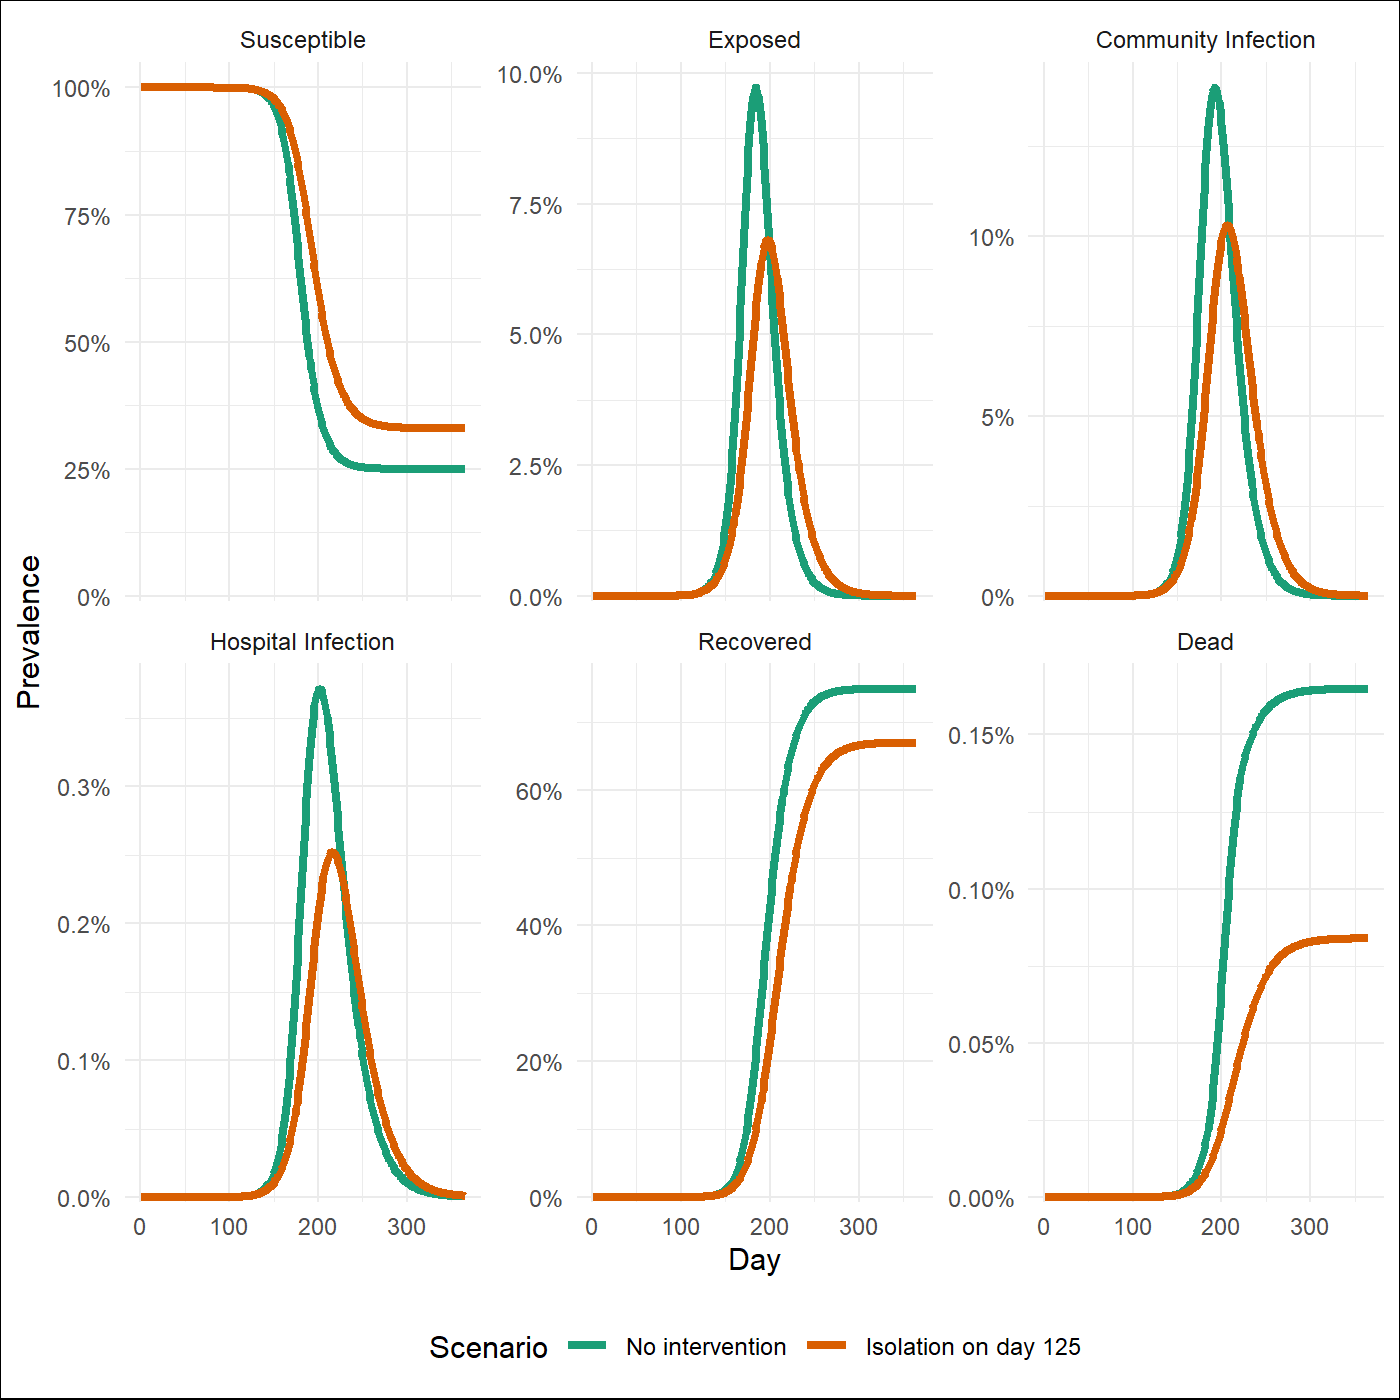 Susceptible
Exposed
Community Infection
100%
75%
50%
25%
0%
10.0%
7.5%
5.0%
2.5%
0.0%
10%
5%
0%
Prevalence
Hospital Infection
Recovered
Dead
0.3%
0.2%
0.1%
0.0%
60%
40%
20%
0%
0.15%
0.10%
0.05%
0.00%
0 100 200 300
0 100 200 300
0 100 200 300
Day
Scenario No intervention Isolation on day 125